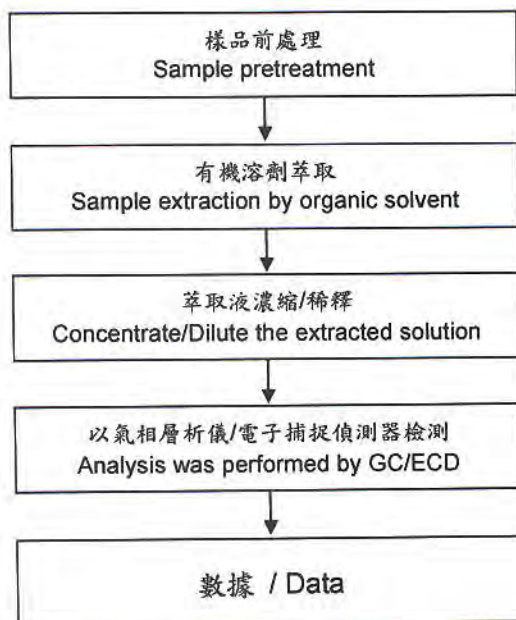 樣品前處理
Sample pretreatment
有機溶劑萃取
Sample extraction by organic solvent
萃取液濃縮/稀釋
Concentrate/Dilute the extracted solution
以氣相層析儀/電子捕捉偵測器檢測
Analysis was performed by GC/ECD
數據 / Data